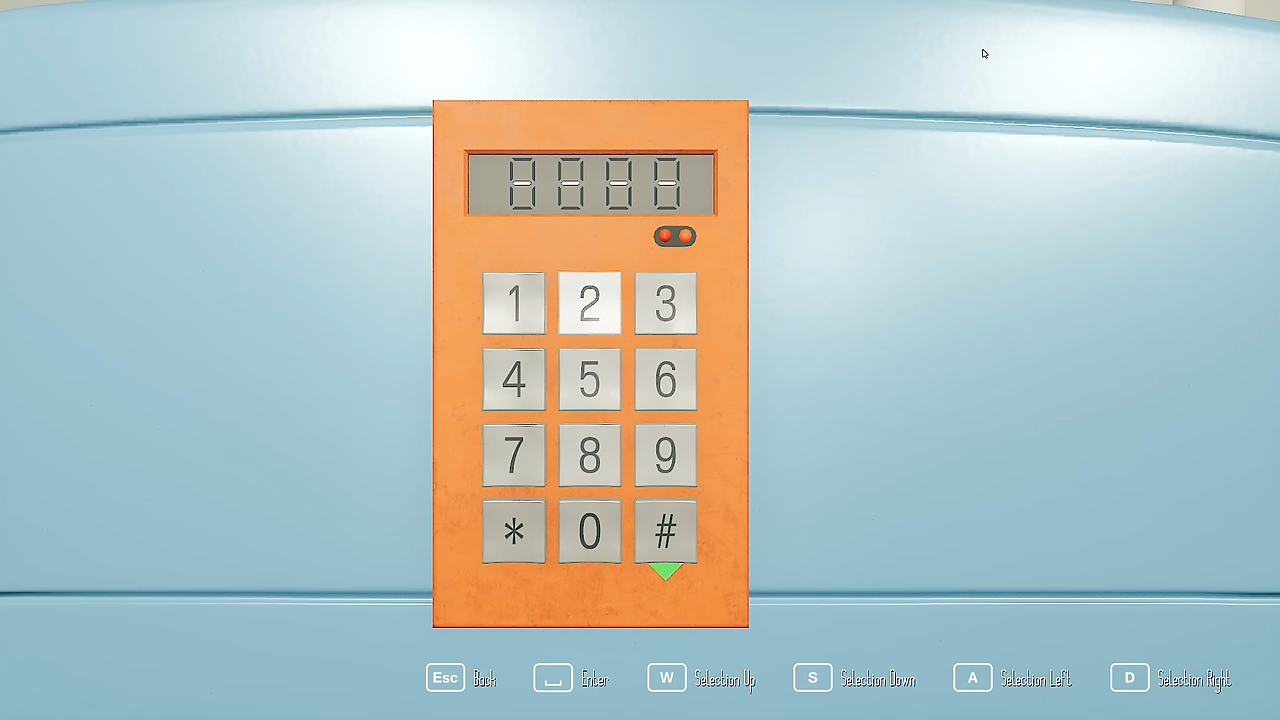 - - - -
1 2 3
4 5 6
7 8 9
* 0 #
Esc Back Enter W Selection Up S Selection Down A Selection Left D Selection Right